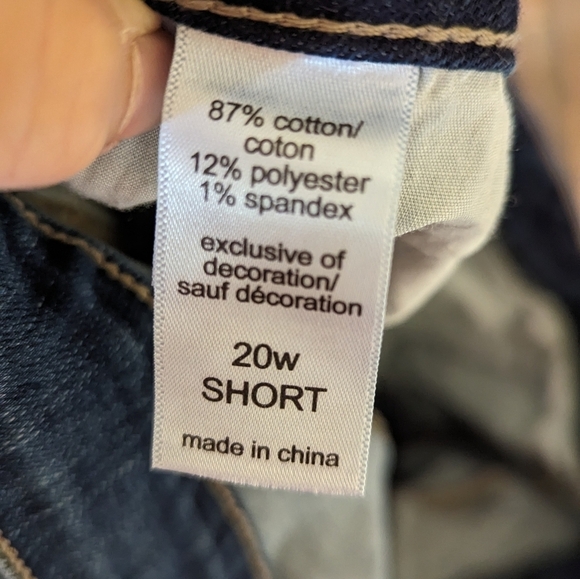 87% cotton/
coton
12% polyester
1% spandex
exclusive of
decoration/
sauf décoration
20w
SHORT
made in china